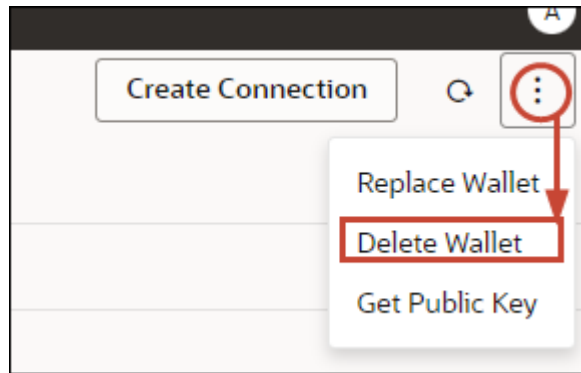 A
Create Connection
Replace Wallet
Delete Wallet
Get Public Key